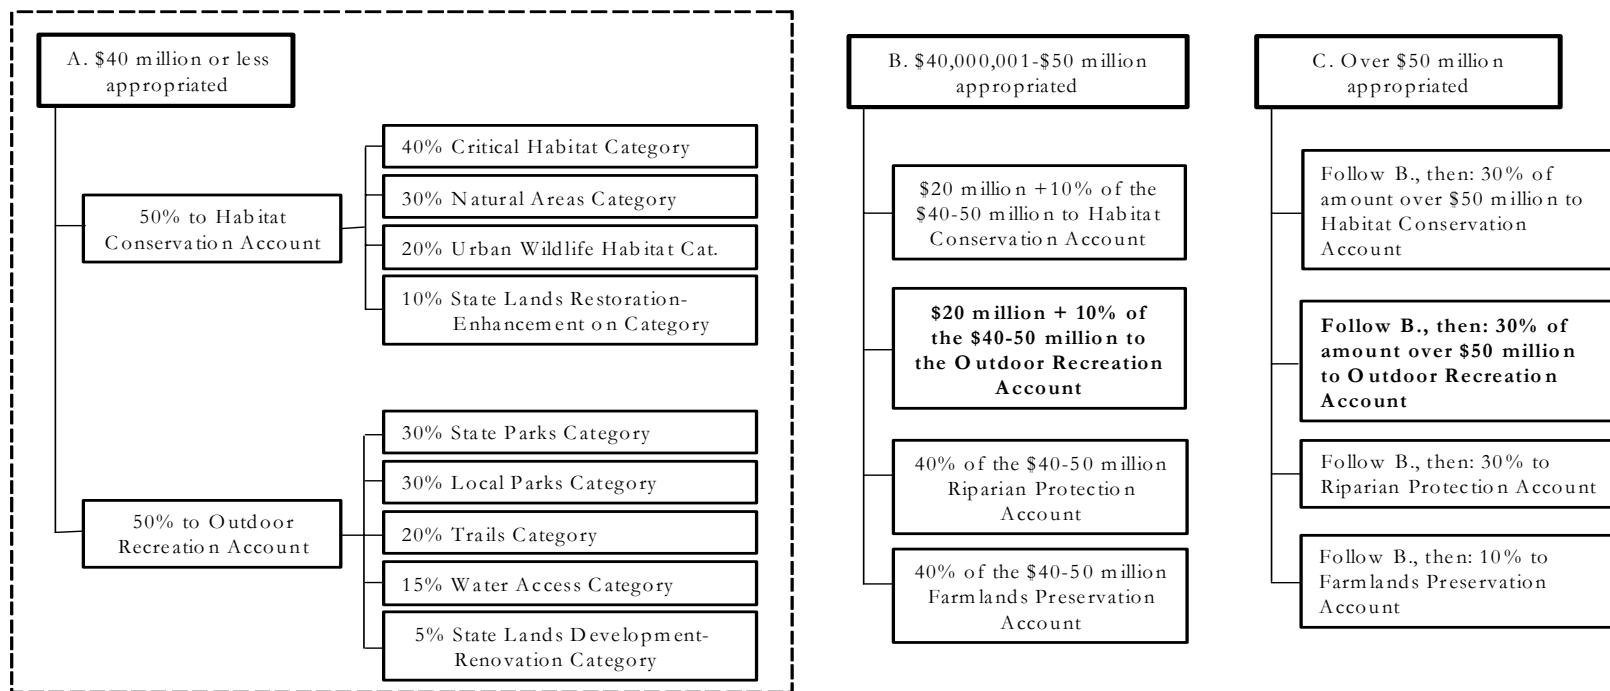 A. $40 million or less
appropriated
50% to Habitat
Conservation Account
40% Critical Habitat Category
30% Natural Areas Category
20% Urban Wildlife Habitat Cat.
10% State Lands Restoration-
Enhancement on Category
50% to Outdoor
Recreation Account
30% State Parks Category
30% Local Parks Category
20% Trails Category
15% Water Access Category
5% State Lands Development-
Renovation Category
B. $40,000,001-$50 million
appropriated
$20 million +10% of the
$40-50 million to Habitat
Conservation Account
$20 million + 10% of
the $40-50 million to
the Outdoor Recreation
Account
40% of the $40-50 million
Riparian Protection
Account
40% of the $40-50 million
Farmlands Preservation
Account
C. Over $50 million
appropriated
Follow B., then: 30% of
amount over $50 million to
Habitat Conservation
Account
Follow B., then: 30% of
amount over $50 million
to Outdoor Recreation
Account
Follow B., then: 30% to
Riparian Protection Account
Follow B., then: 10% to
Farmlands Preservation
Account